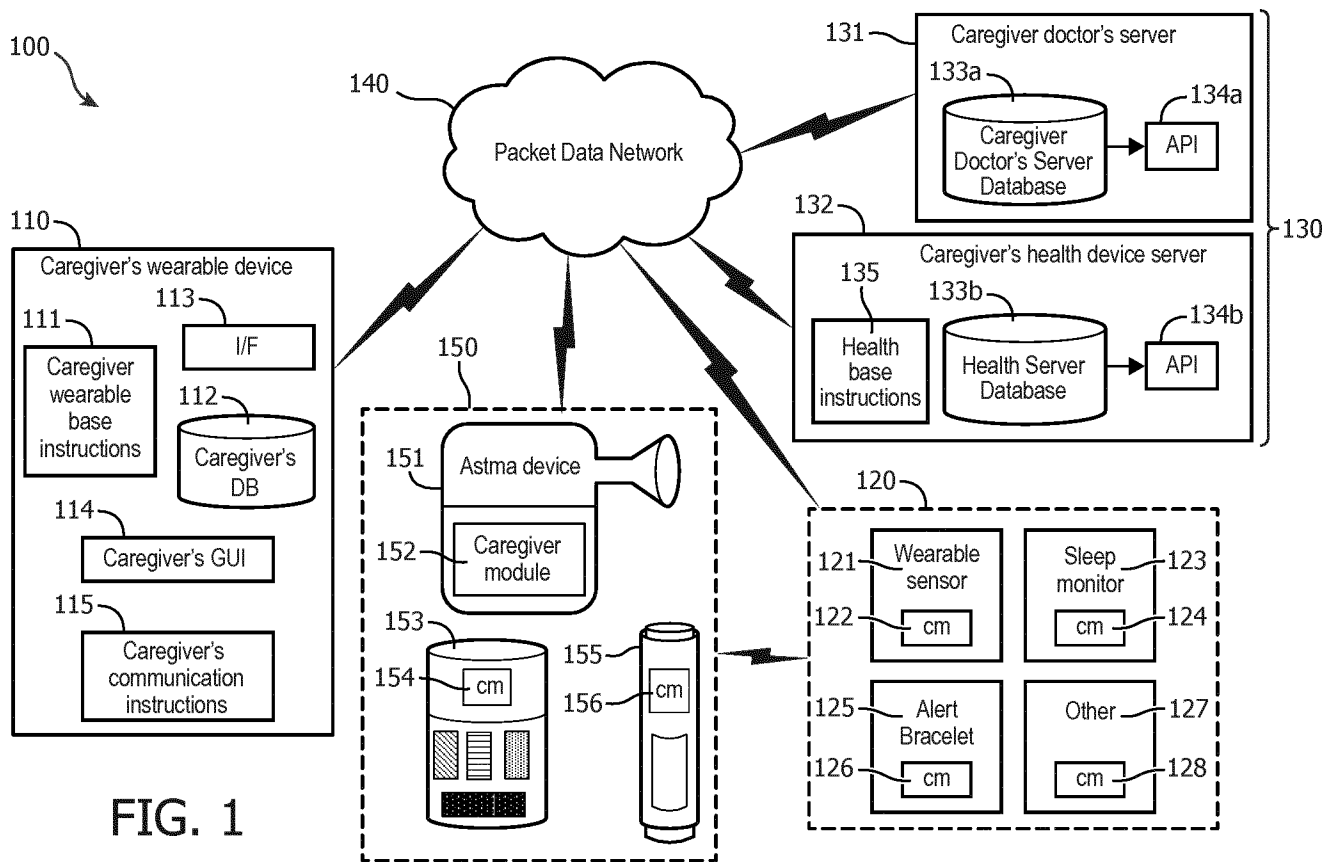 100
140
Packet Data Network
131
Caregiver doctor's server
133a
Caregiver
Doctor's Server
Database
134a
API
132
Caregiver's health device server
135
Health
base
instructions
133b
Health Server
Database
134b
API
130
110
Caregiver's wearable device
111
Caregiver
wearable
base
instructions
113
I/F
112
Caregiver's
DB
114
Caregiver's GUI
115
Caregiver's
communication
instructions
150
151
Astma device
152
Caregiver
module
153
154
cm
155
156
cm
120
121
Wearable
sensor
122
cm
Sleep
monitor
123
cm
124
125
Alert
Bracelet
126
cm
Other
127
cm
128
FIG. 1